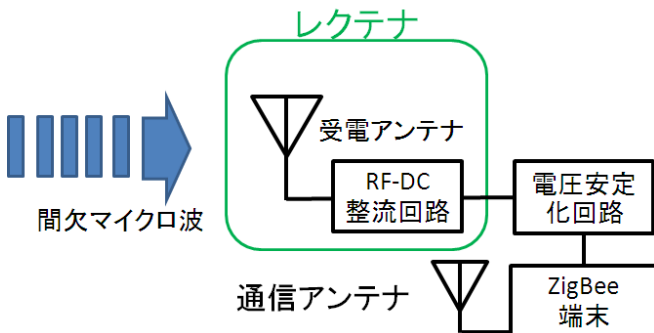 レクテナ
受電アンテナ
RF-DC
整流回路
電圧安定
化回路
間欠マイクロ波
通信アンテナ
ZigBee
端末